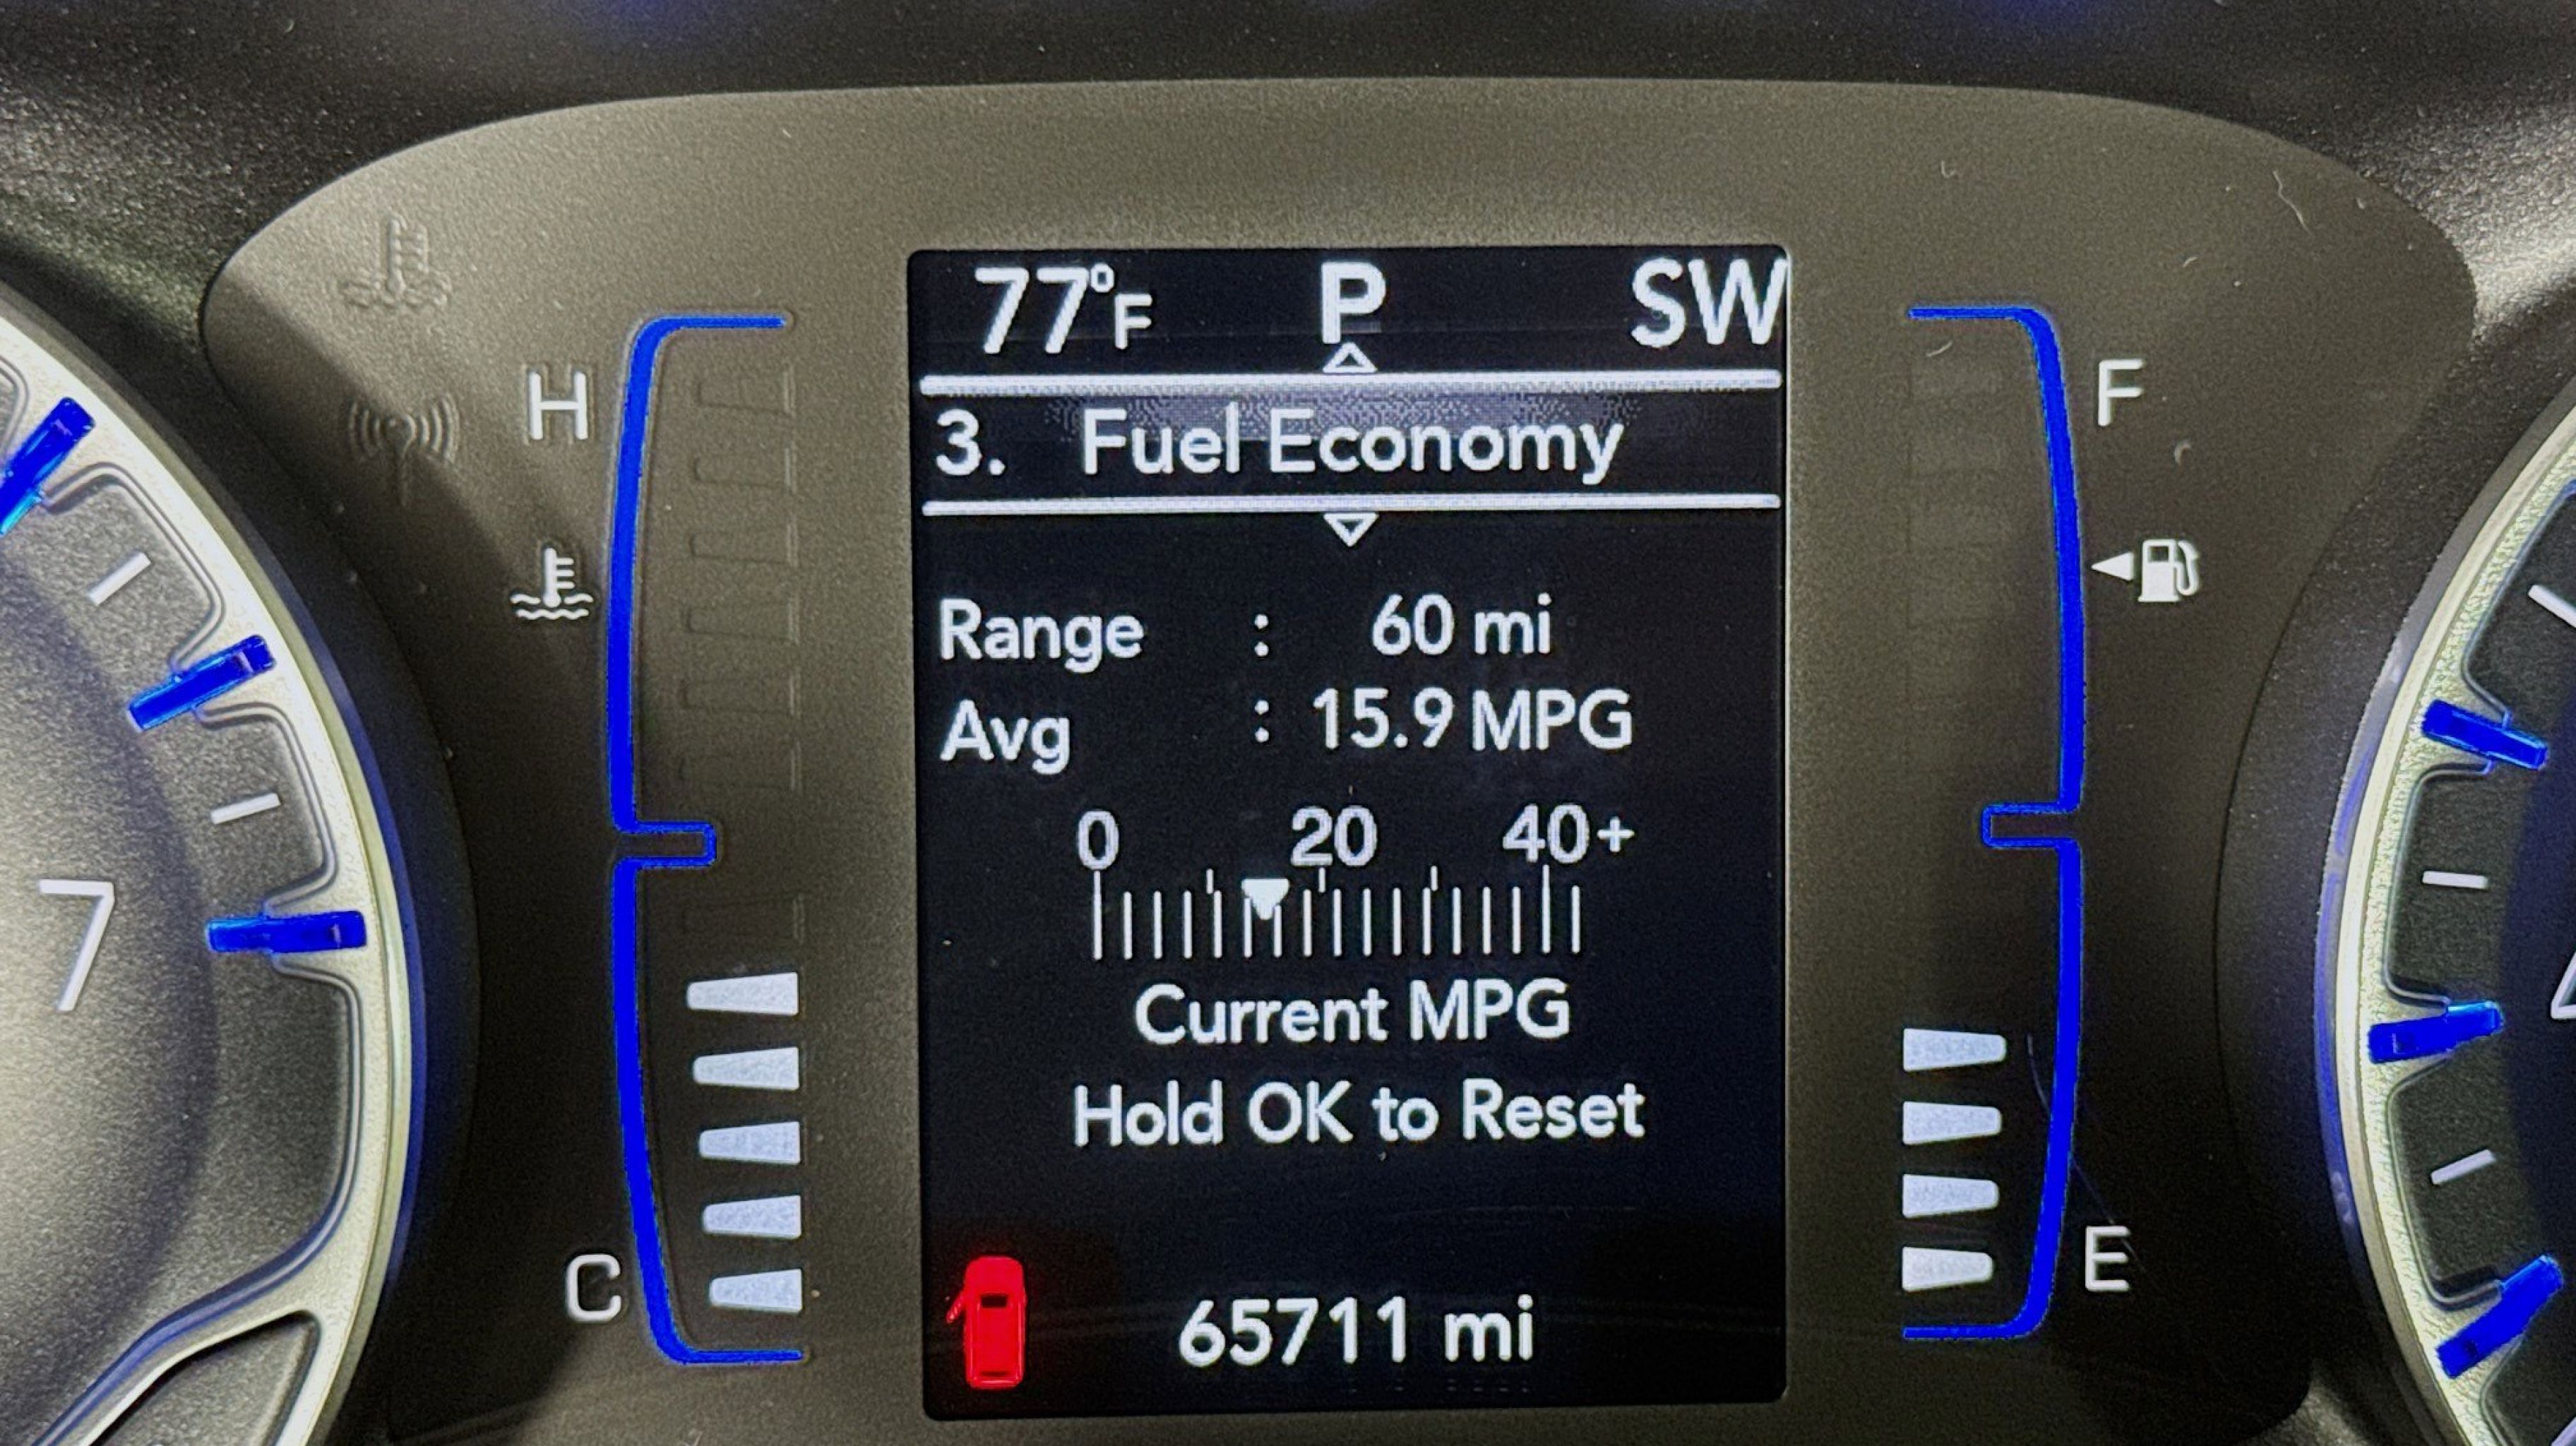 77°F P SW
3. Fuel Economy
H
F
Range : 60 mi
Avg : 15.9 MPG
0 20 40+
7
Current MPG
Hold OK to Reset
C
E
65711 mi